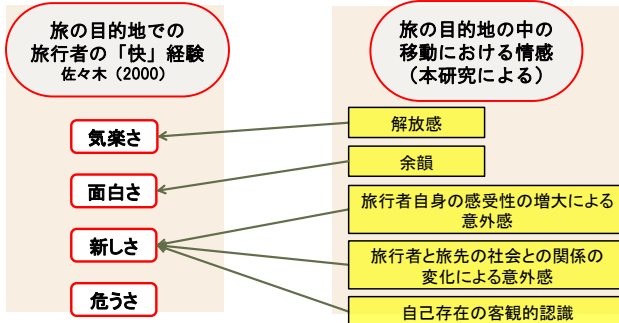 旅の目的地での
旅行者の「快」経験
佐々木（2000）
気楽さ
面白さ
新しさ
危うさ
旅の目的地の中の
移動における情感
（本研究による）
解放感
余韻
旅行者自身の感受性の増大による
意外感
旅行者と旅先の社会との関係の
変化による意外感
自己存在の客観的認識